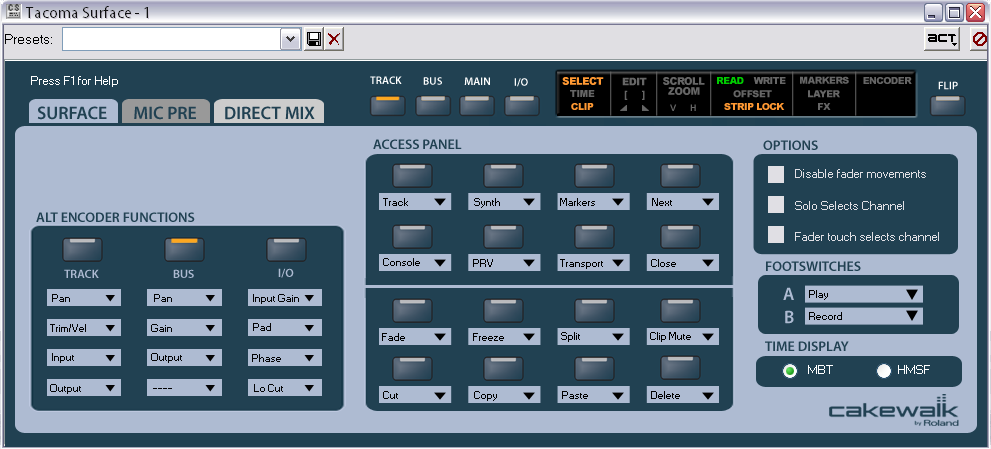 Tacoma Surface - 1
Presets:
ACT
Press F1 for Help
TRACK BUS MAIN I/O
SELECT
TIME
CLIP
EDIT
[ ]
SCROLL
ZOOM
V H
READ WRITE
OFFSET
STRIP LOCK
MARKERS
LAYER
FX
ENCODER
FLIP
SURFACE MIC PRE DIRECT MIX
ALT ENCODER FUNCTIONS
TRACK BUS I/O
Pan Pan Input Gain
Trim/Vel Gain Pad
Input Output Phase
Output ---- Lo Cut
ACCESS PANEL
Track Synth Markers Next
Console PRV Transport Close
Fade Freeze Split Clip Mute
Cut Copy Paste Delete
OPTIONS
Disable fader movements
Solo Selects Channel
Fader touch selects channel
FOOTSWITCHES
A Play
B Record
TIME DISPLAY
MBT HMSF
cakewalk
by Roland